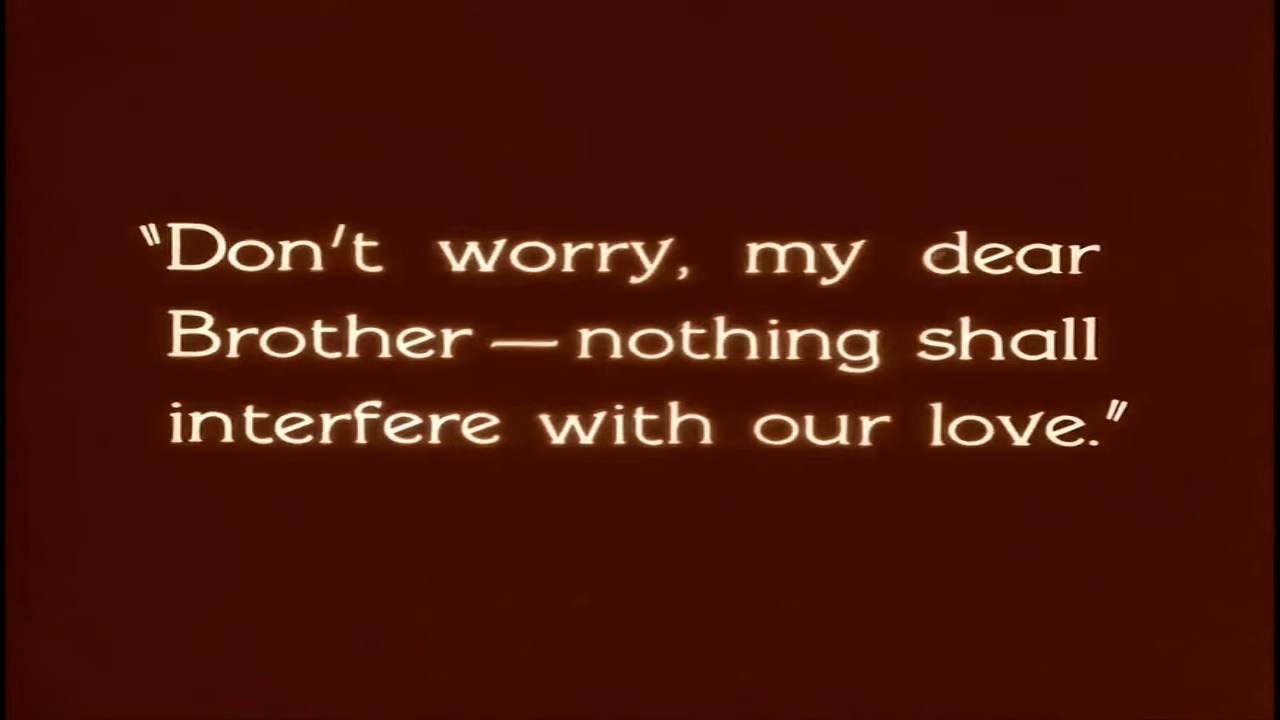 "Don't worry, my dear
Brother — nothing shall
interfere with our love."